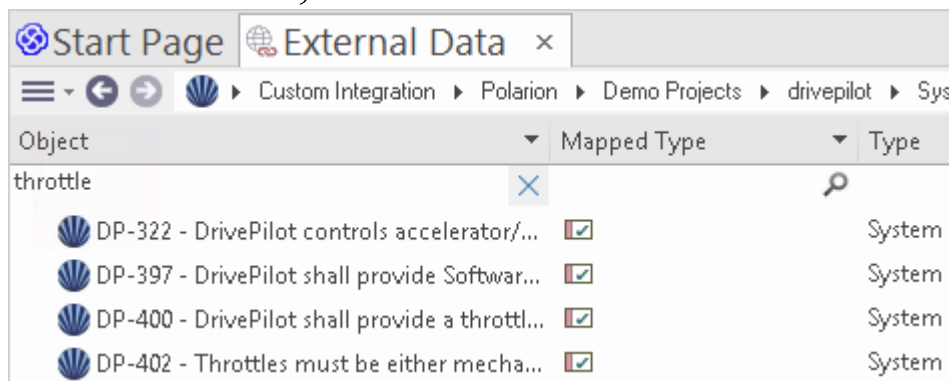 Start Page External Data ×
Custom Integration Polarion Demo Projects drivepilot Sys
Object Mapped Type Type
throttle
DP-322 - DrivePilot controls accelerator/... System
DP-397 - DrivePilot shall provide Softwar... System
DP-400 - DrivePilot shall provide a throttl... System
DP-402 - Throttles must be either mecha... System